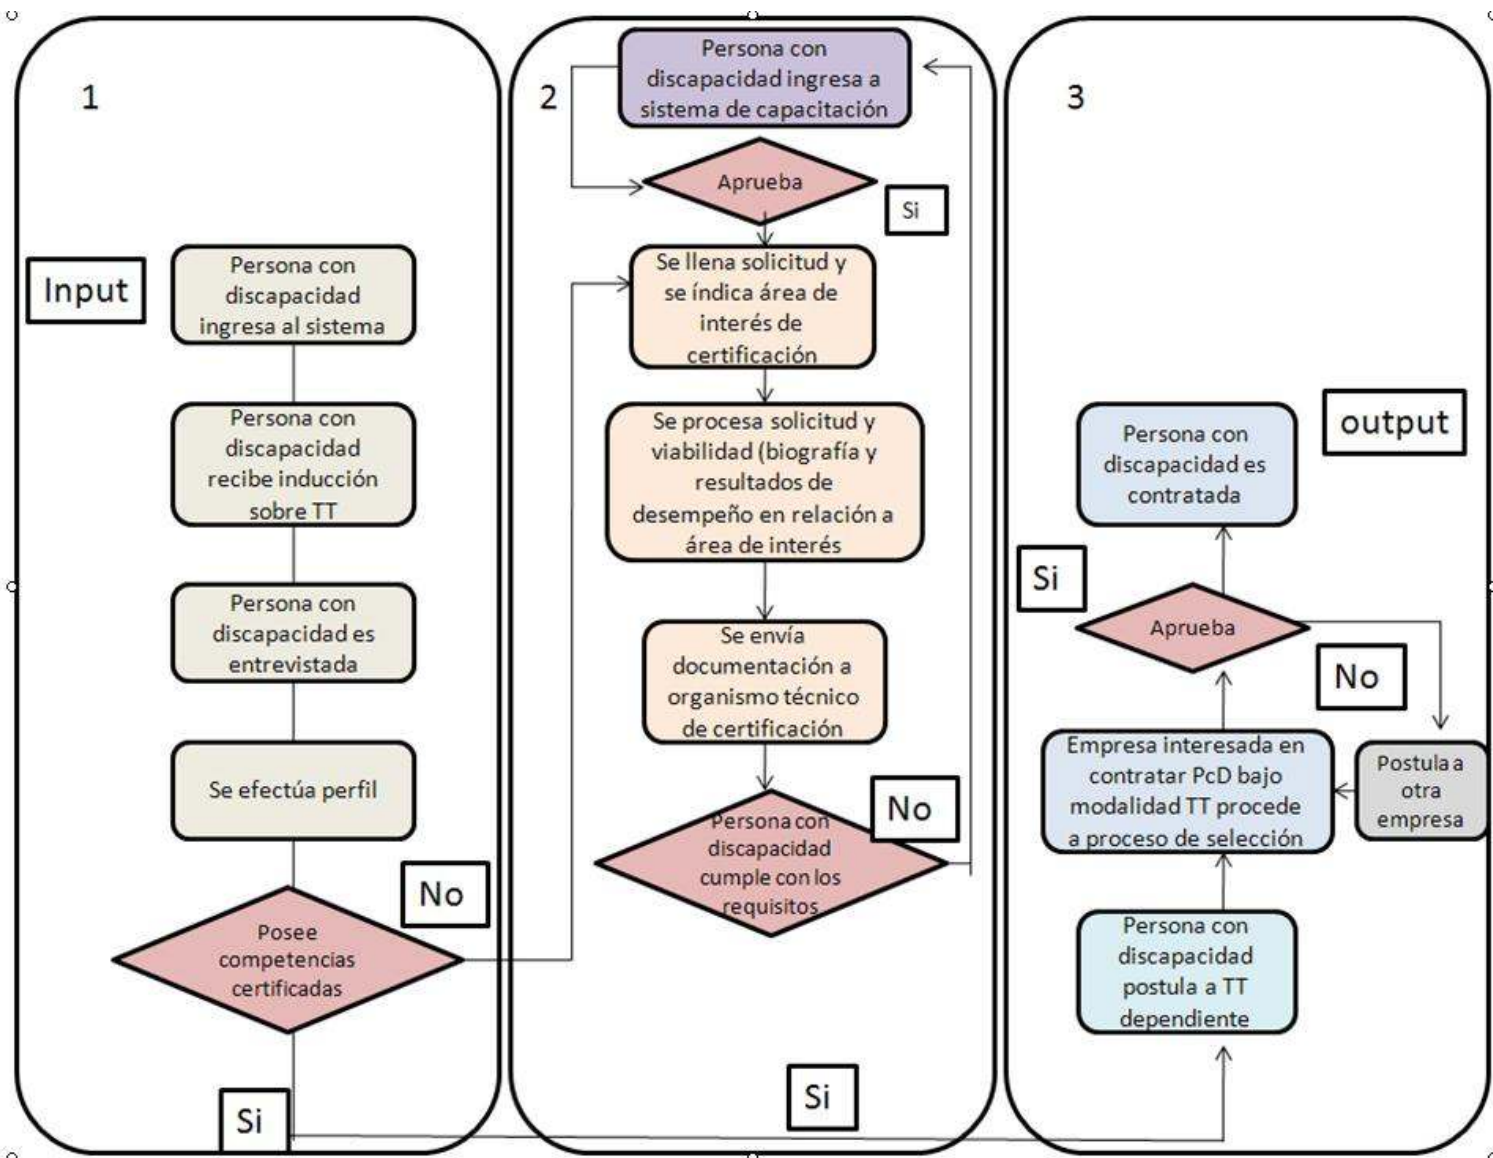 1
Input
Persona con
discapacidad
ingresa al sistema
Persona con
discapacidad
recibe inducción
sobre TT
Persona con
discapacidad es
entrevistada
Se efectúa perfil
No
Posee
competencias
certificadas
Si
2
Persona con
discapacidad ingresa a
sistema de capacitación
Aprueba
Si
Se llena solicitud y
se índica área de
interés de
certificación
Se procesa solicitud y
viabilidad (biografía y
resultados de
desempeño en relación a
área de interés
Se envía
documentación a
organismo técnico
de certificación
No
Persona con
discapacidad
cumple con los
requisitos
Si
3
output
Persona con
discapacidad es
contratada
Si
Aprueba
No
Empresa interesada en
contratar PcD bajo
modalidad TT procede
a proceso de selección
Postula a
otra
empresa
Persona con
discapacidad
postula a TT
dependiente